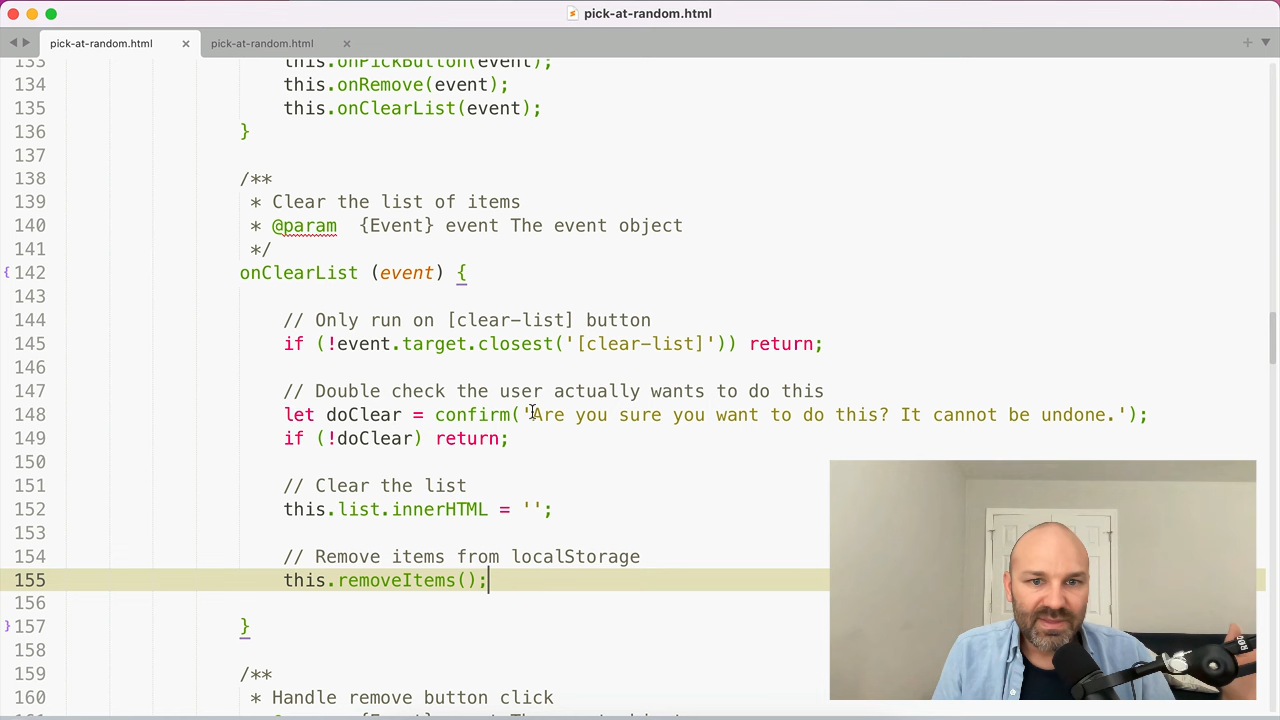 pick-at-random.html
pick-at-random.html
pick-at-random.html
133 this.onPickButton(event);
134 this.onRemove(event);
135 this.onClearList(event);
136 }
137
138 /**
139 * Clear the list of items
140 * @param {Event} event The event object
141 */
142 onClearList (event) {
143
144 // Only run on [clear-list] button
145 if (!event.target.closest('[clear-list]')) return;
146
147 // Double check the user actually wants to do this
148 let doClear = confirm('Are you sure you want to do this? It cannot be undone.');
149 if (!doClear) return;
150
151 // Clear the list
152 this.list.innerHTML = '';
153
154 // Remove items from localStorage
155 this.removeItems();
156
157 }
158
159 /**
160 * Handle remove button click